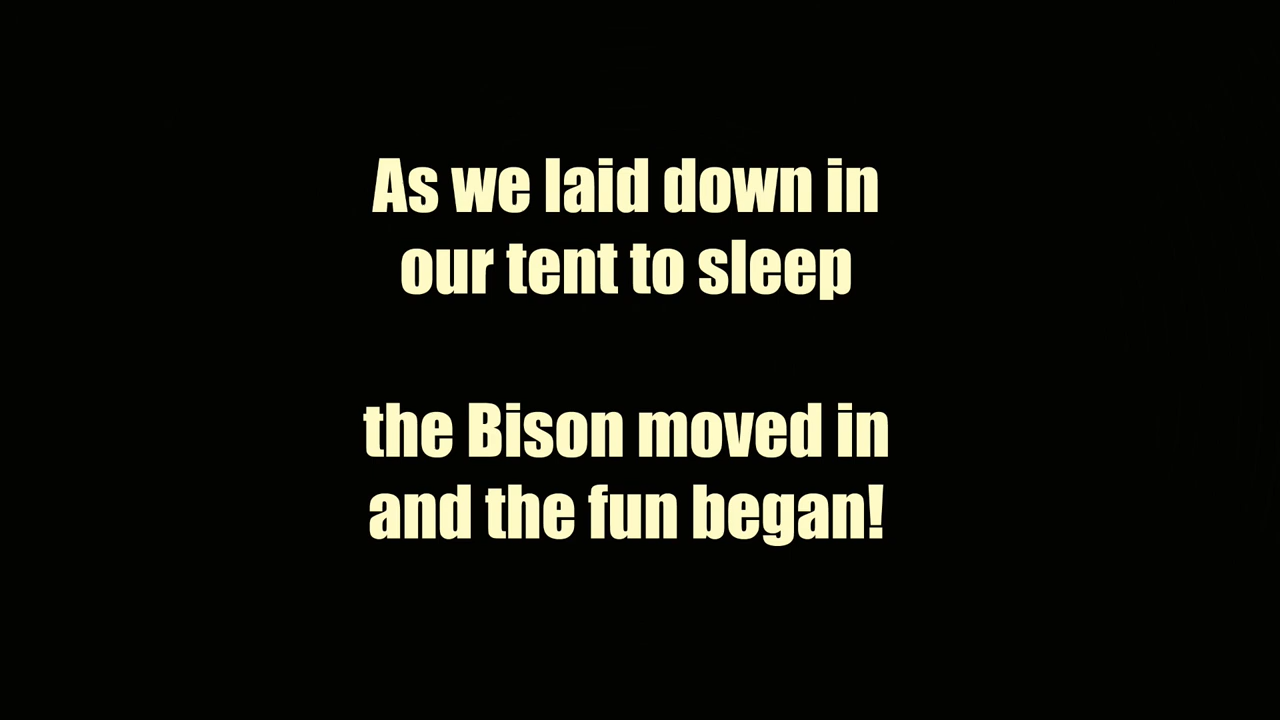 As we laid down in
our tent to sleep
the Bison moved in
and the fun began!